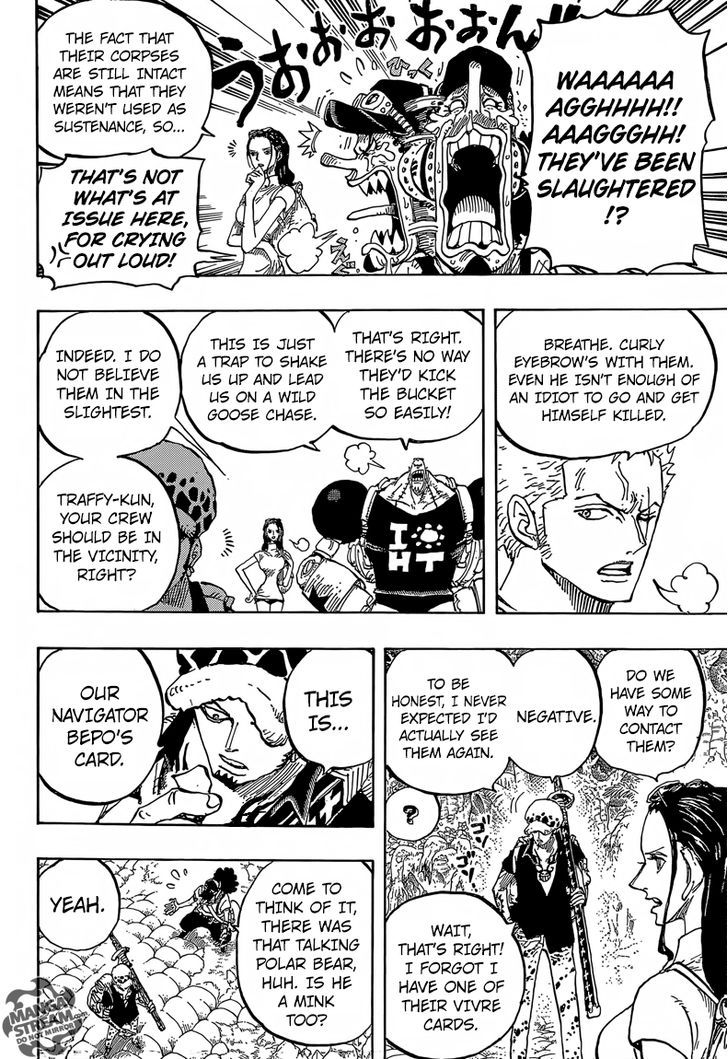 うおおおおおん!!
WAAAAAA
AGGHHHH!!
AAAGGGHH!
THEY'VE BEEN
SLAUGHTERED
!?
THE FACT THAT
THEIR CORPSES
ARE STILL INTACT
MEANS THAT THEY
WEREN'T USED AS
SUSTENANCE, SO...
THAT'S NOT
WHAT'S AT
ISSUE HERE,
FOR CRYING
OUT LOUD!
BREATHE. CURLY
EYEBROW'S WITH THEM.
EVEN HE ISN'T ENOUGH OF
AN IDIOT TO GO AND GET
HIMSELF KILLED.
THAT'S RIGHT.
THERE'S NO WAY
THEY'D KICK
THE BUCKET
SO EASILY!
THIS IS JUST
A TRAP TO SHAKE
US UP AND LEAD
US ON A WILD
GOOSE CHASE.
I
HT
INDEED. I DO
NOT BELIEVE
THEM IN THE
SLIGHTEST.
TRAFFY-KUN,
YOUR CREW
SHOULD BE
IN THE
VICINITY,
RIGHT?
DO WE
HAVE SOME
WAY TO
CONTACT
THEM?
NEGATIVE.
TO BE
HONEST, I NEVER
EXPECTED I'D
ACTUALLY SEE
THEM AGAIN.
?
ゴソ
ゴソ
WAIT,
THAT'S RIGHT!
I FORGOT I
HAVE ONE OF
THEIR VIVRE
CARDS.
THIS
IS...
OUR
NAVIGATOR
BEPO'S
CARD.
COME TO
THINK OF IT,
THERE WAS
THAT TALKING
POLAR BEAR,
HUH. IS HE
A MINK
TOO?
YEAH.
MANGA
STREAM.com
DO NOT MIRROR